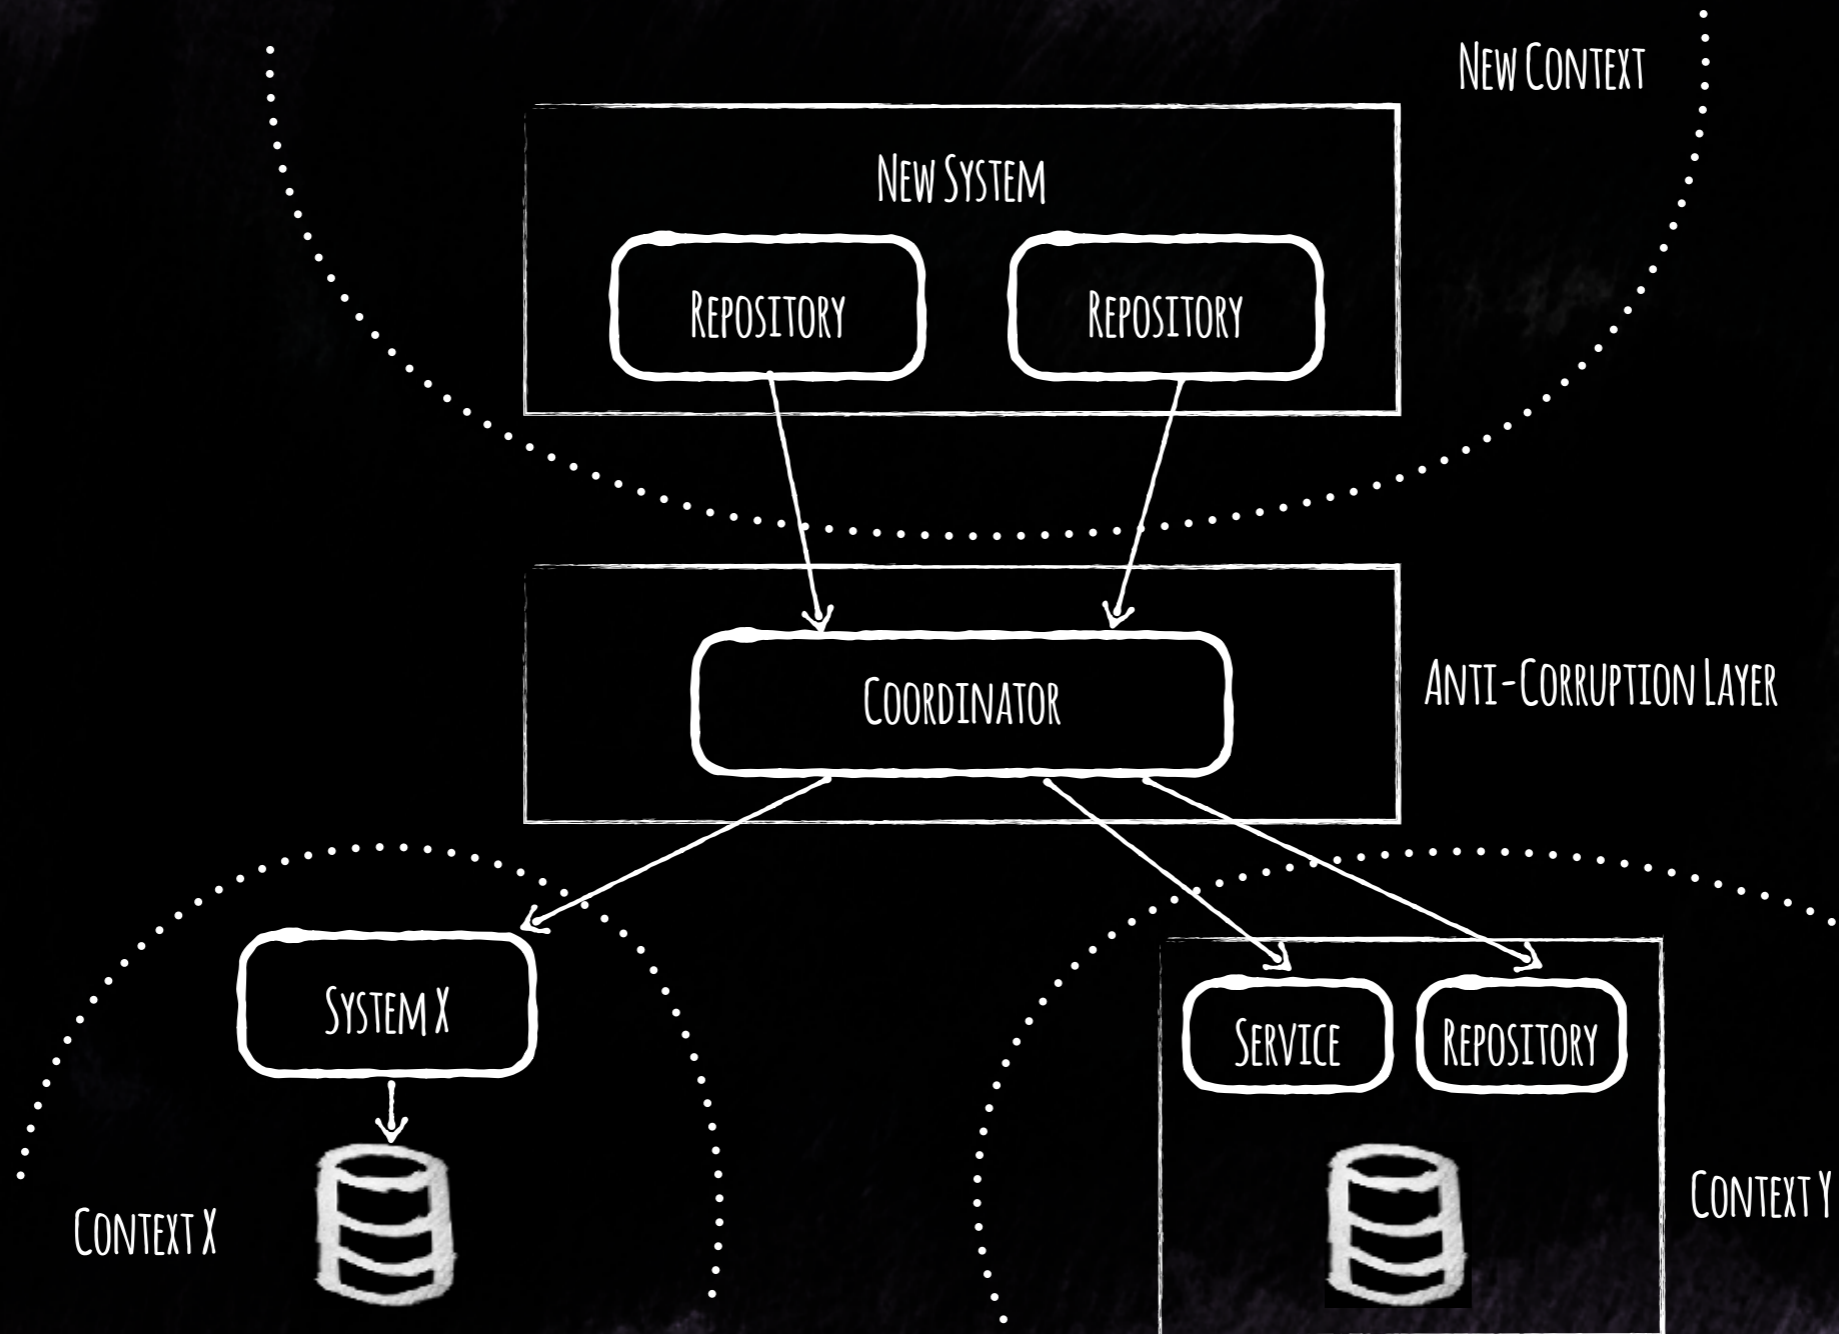 New Context
New System
Repository
Repository
Coordinator
Anti-Corruption Layer
System X
Service
Repository
Context X
Context Y